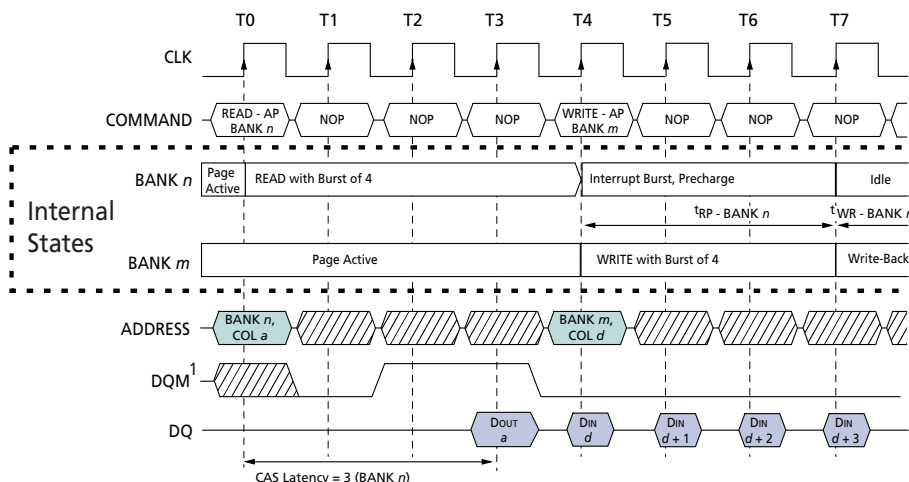 T0 T1 T2 T3 T4 T5 T6 T7
CLK
COMMAND
READ - AP
BANK n
NOP
NOP
NOP
WRITE - AP
BANK m
NOP
NOP
NOP
Internal
States
BANK n
Page
Active
READ with Burst of 4
Interrupt Burst, Precharge
Idle
tRP - BANK n
tWR - BANK n
BANK m
Page Active
WRITE with Burst of 4
Write-Back
ADDRESS
BANK n,
COL a
BANK m,
COL d
DQM1
DQ
DOUT
a
DIN
d
DIN
d + 1
DIN
d + 2
DIN
d + 3
CAS Latency = 3 (BANK n)